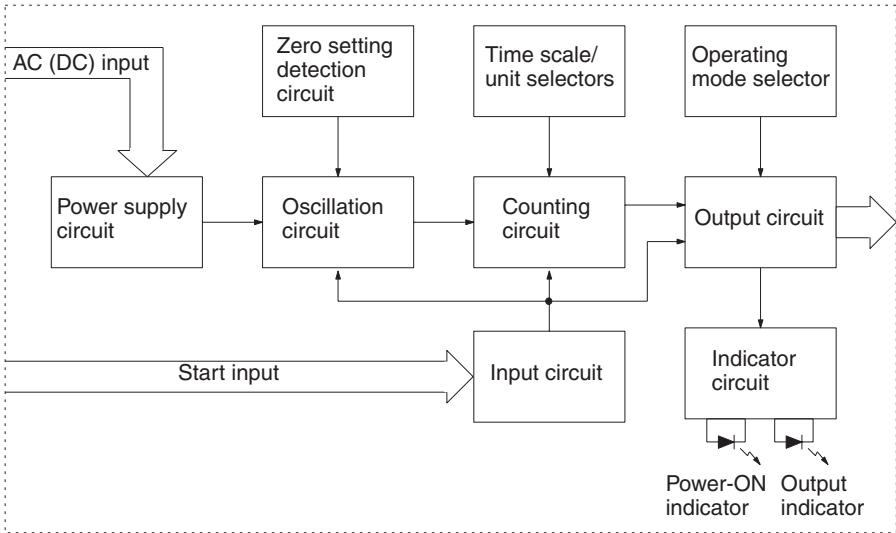 AC (DC) input
Zero setting
detection
circuit
Time scale/
unit selectors
Operating
mode selector
Power supply
circuit
Oscillation
circuit
Counting
circuit
Output circuit
Start input
Input circuit
Indicator
circuit
Power-ON
indicator
Output
indicator